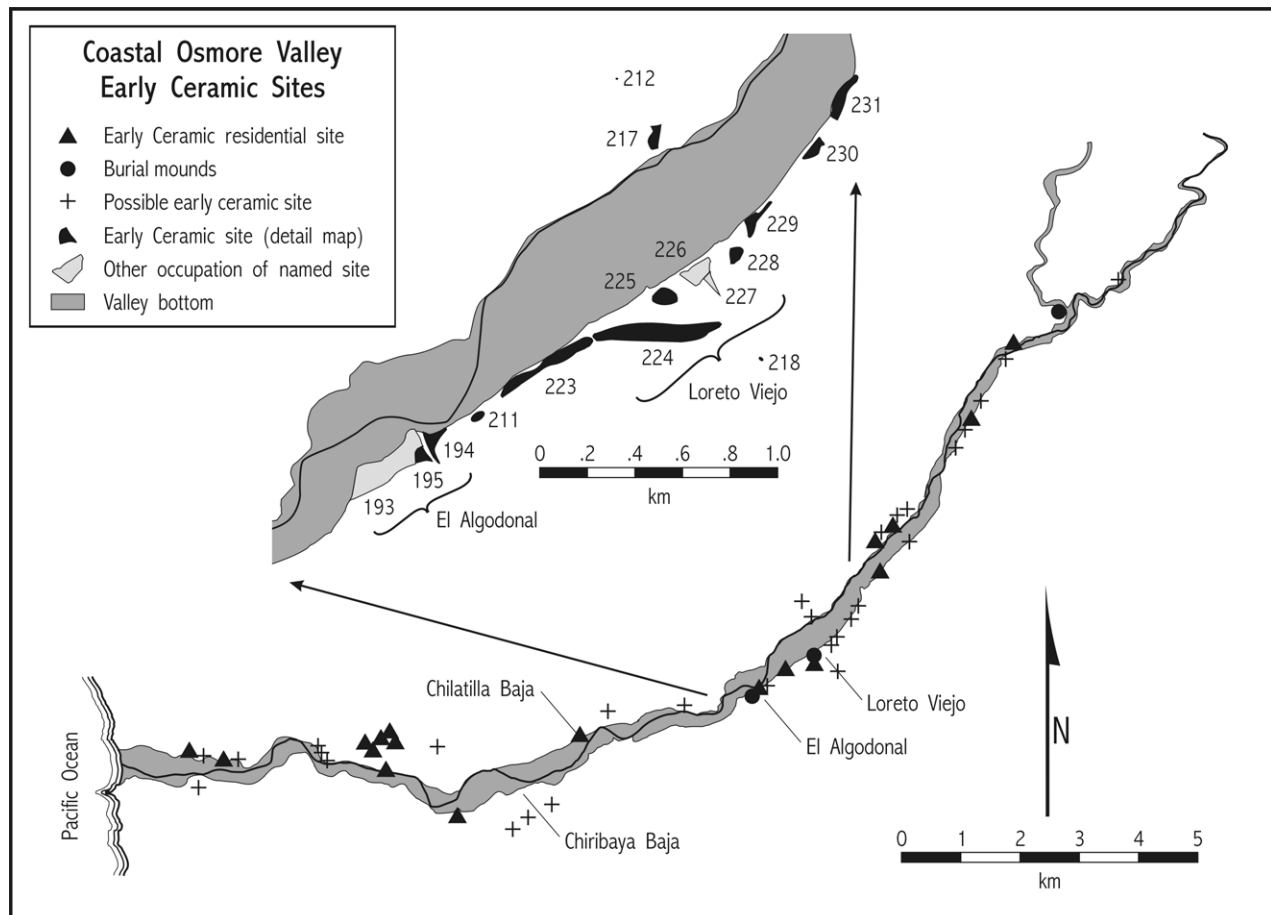 Coastal Osmore Valley
Early Ceramic Sites
Early Ceramic residential site
Burial mounds
Possible early ceramic site
Early Ceramic site (detail map)
Other occupation of named site
Valley bottom
212
217
231
230
229
226
228
225
227
224
218
Loreto Viejo
223
211
194
195
193
El Algodonal
0 .2 .4 .6 .8 1.0
km
Chilatilla Baja
Loreto Viejo
El Algodonal
N
Pacific Ocean
Chiribaya Baja
0 1 2 3 4 5
km